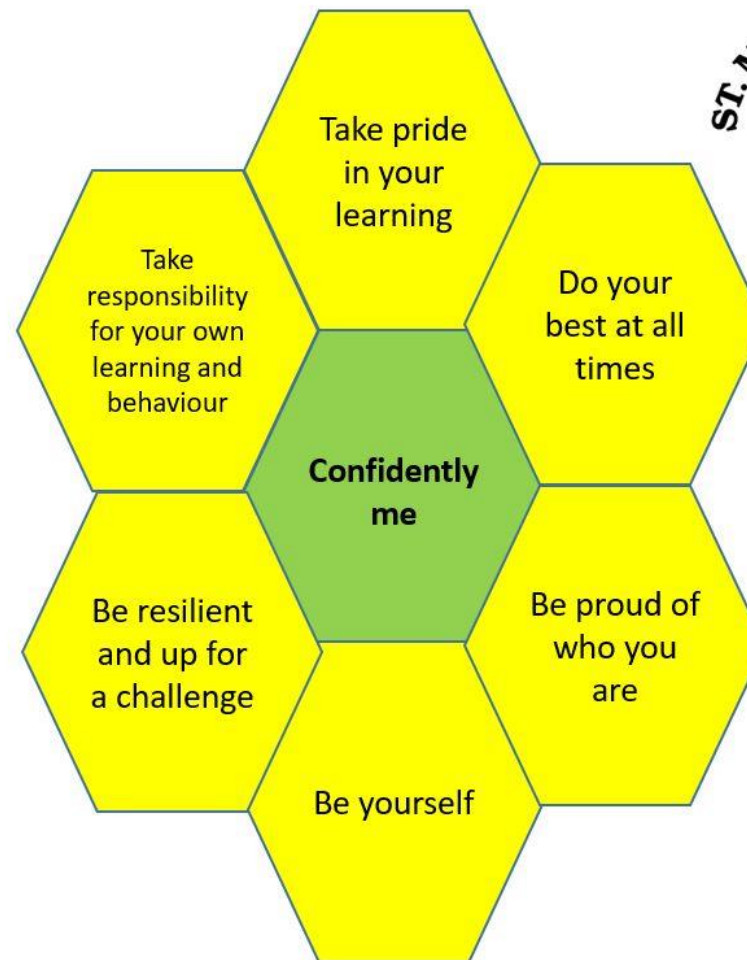 ST.
Take pride
in your
learning
Take
responsibility
for your own
learning and
behaviour
Do your
best at all
times
Confidently
me
Be resilient
and up for
a challenge
Be proud of
who you
are
Be yourself